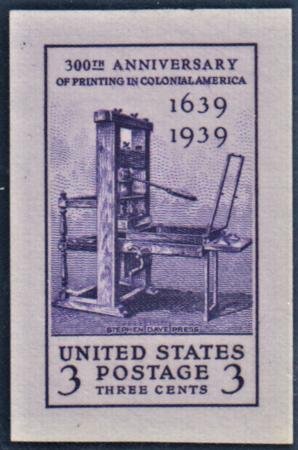 300TH ANNIVERSARY
OF PRINTING IN COLONIAL AMERICA
1639
1939
STEPHEN DAYE PRESS
UNITED STATES
3 POSTAGE 3
THREE CENTS